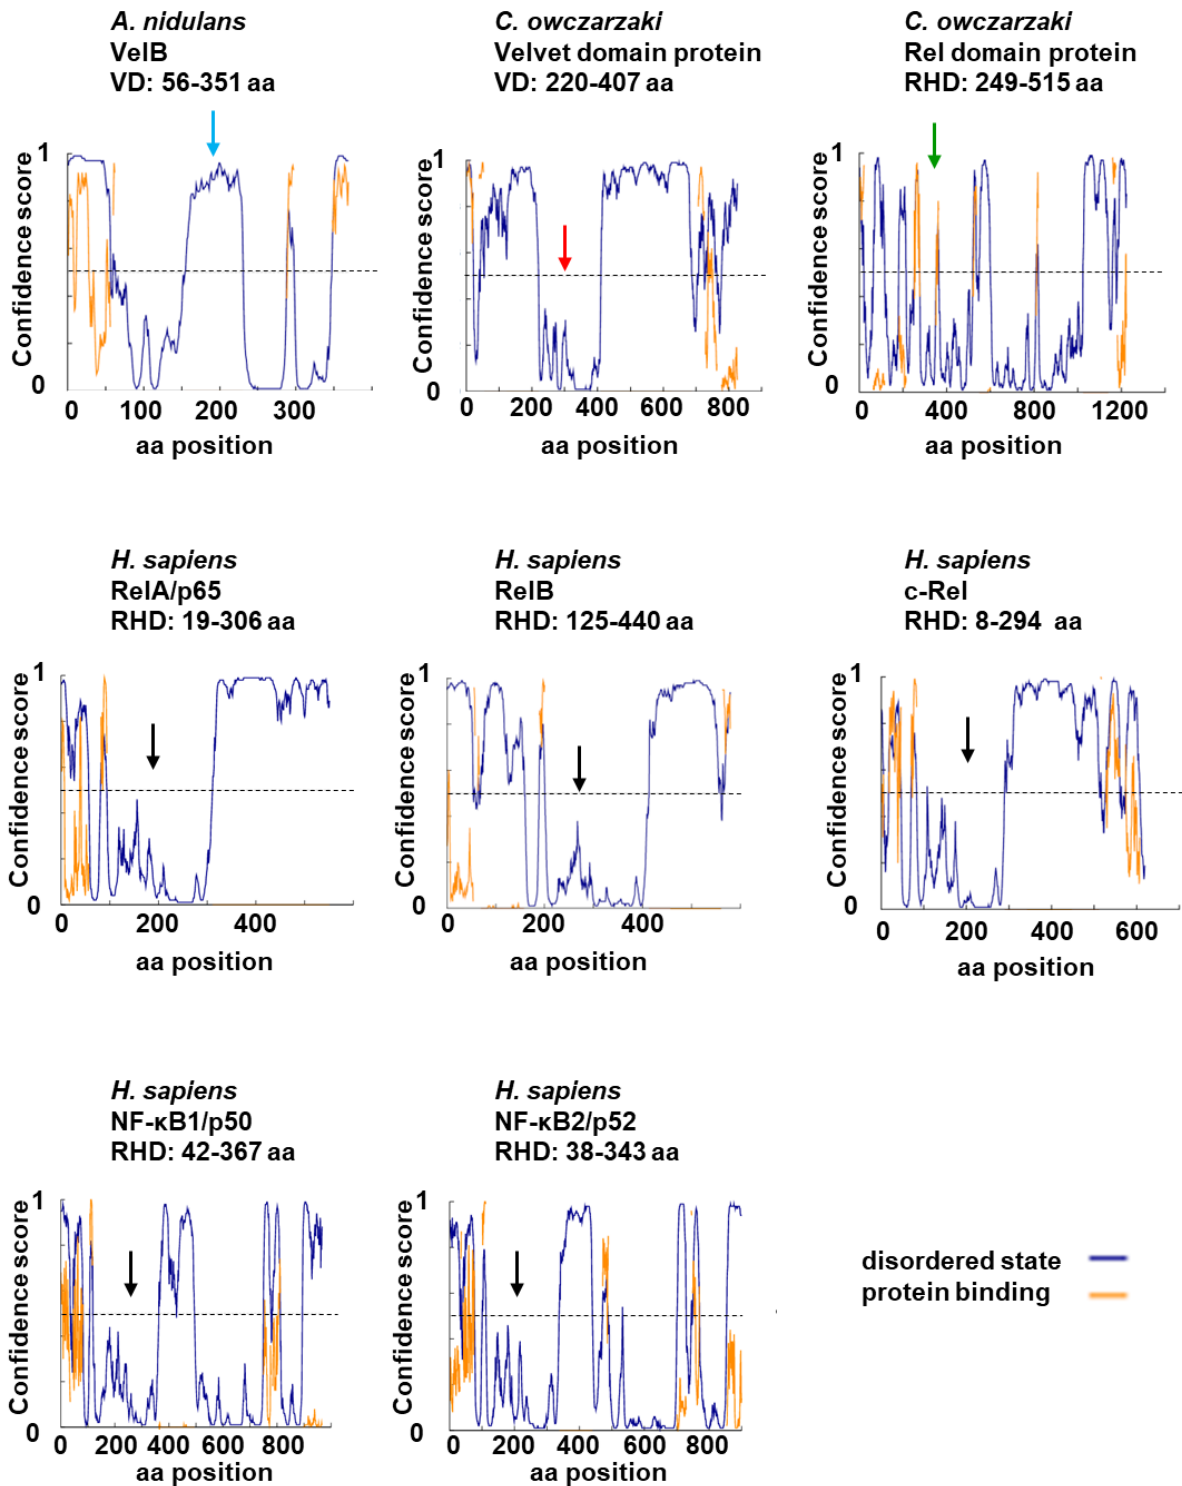 A. nidulans
VelB
VD: 56-351 aa
C. owczarzaki
Velvet domain protein
VD: 220-407 aa
C. owczarzaki
Rel domain protein
RHD: 249-515 aa
1
Confidence score
0
0 100 200 300
aa position
1
Confidence score
0
0 200 400 600 800
aa position
1
Confidence score
0
0 400 800 1200
aa position
H. sapiens
RelA/p65
RHD: 19-306 aa
H. sapiens
RelB
RHD: 125-440 aa
H. sapiens
c-Rel
RHD: 8-294 aa
1
Confidence score
0
0 200 400
aa position
1
Confidence score
0
0 200 400
aa position
1
Confidence score
0
0 200 400 600
aa position
H. sapiens
NF-κB1/p50
RHD: 42-367 aa
H. sapiens
NF-κB2/p52
RHD: 38-343 aa
1
Confidence score
0
0 200 400 600 800
aa position
1
Confidence score
0
0 200 400 600 800
aa position
disordered state
protein binding